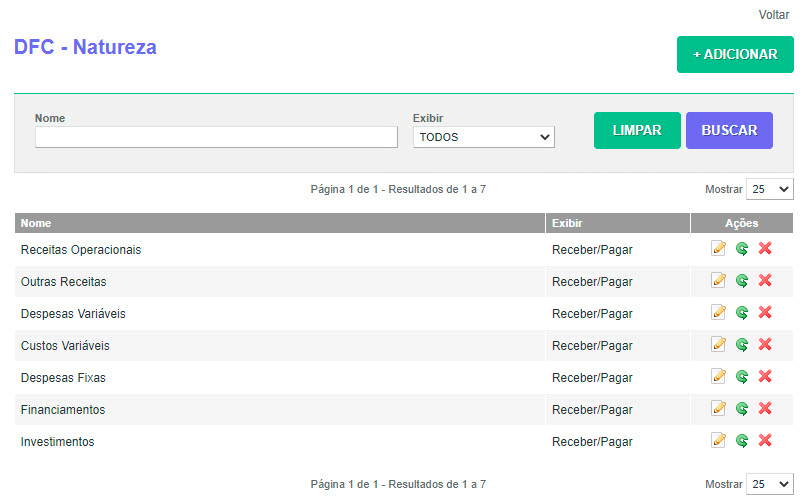 Voltar
DFC - Natureza
+ ADICIONAR
Nome Exibir
TODOS LIMPAR BUSCAR
Página 1 de 1 - Resultados de 1 a 7 Mostrar 25
Nome Exibir Ações
Receitas Operacionais Receber/Pagar
Outras Receitas Receber/Pagar
Despesas Variáveis Receber/Pagar
Custos Variáveis Receber/Pagar
Despesas Fixas Receber/Pagar
Financiamentos Receber/Pagar
Investimentos Receber/Pagar
Página 1 de 1 - Resultados de 1 a 7 Mostrar 25